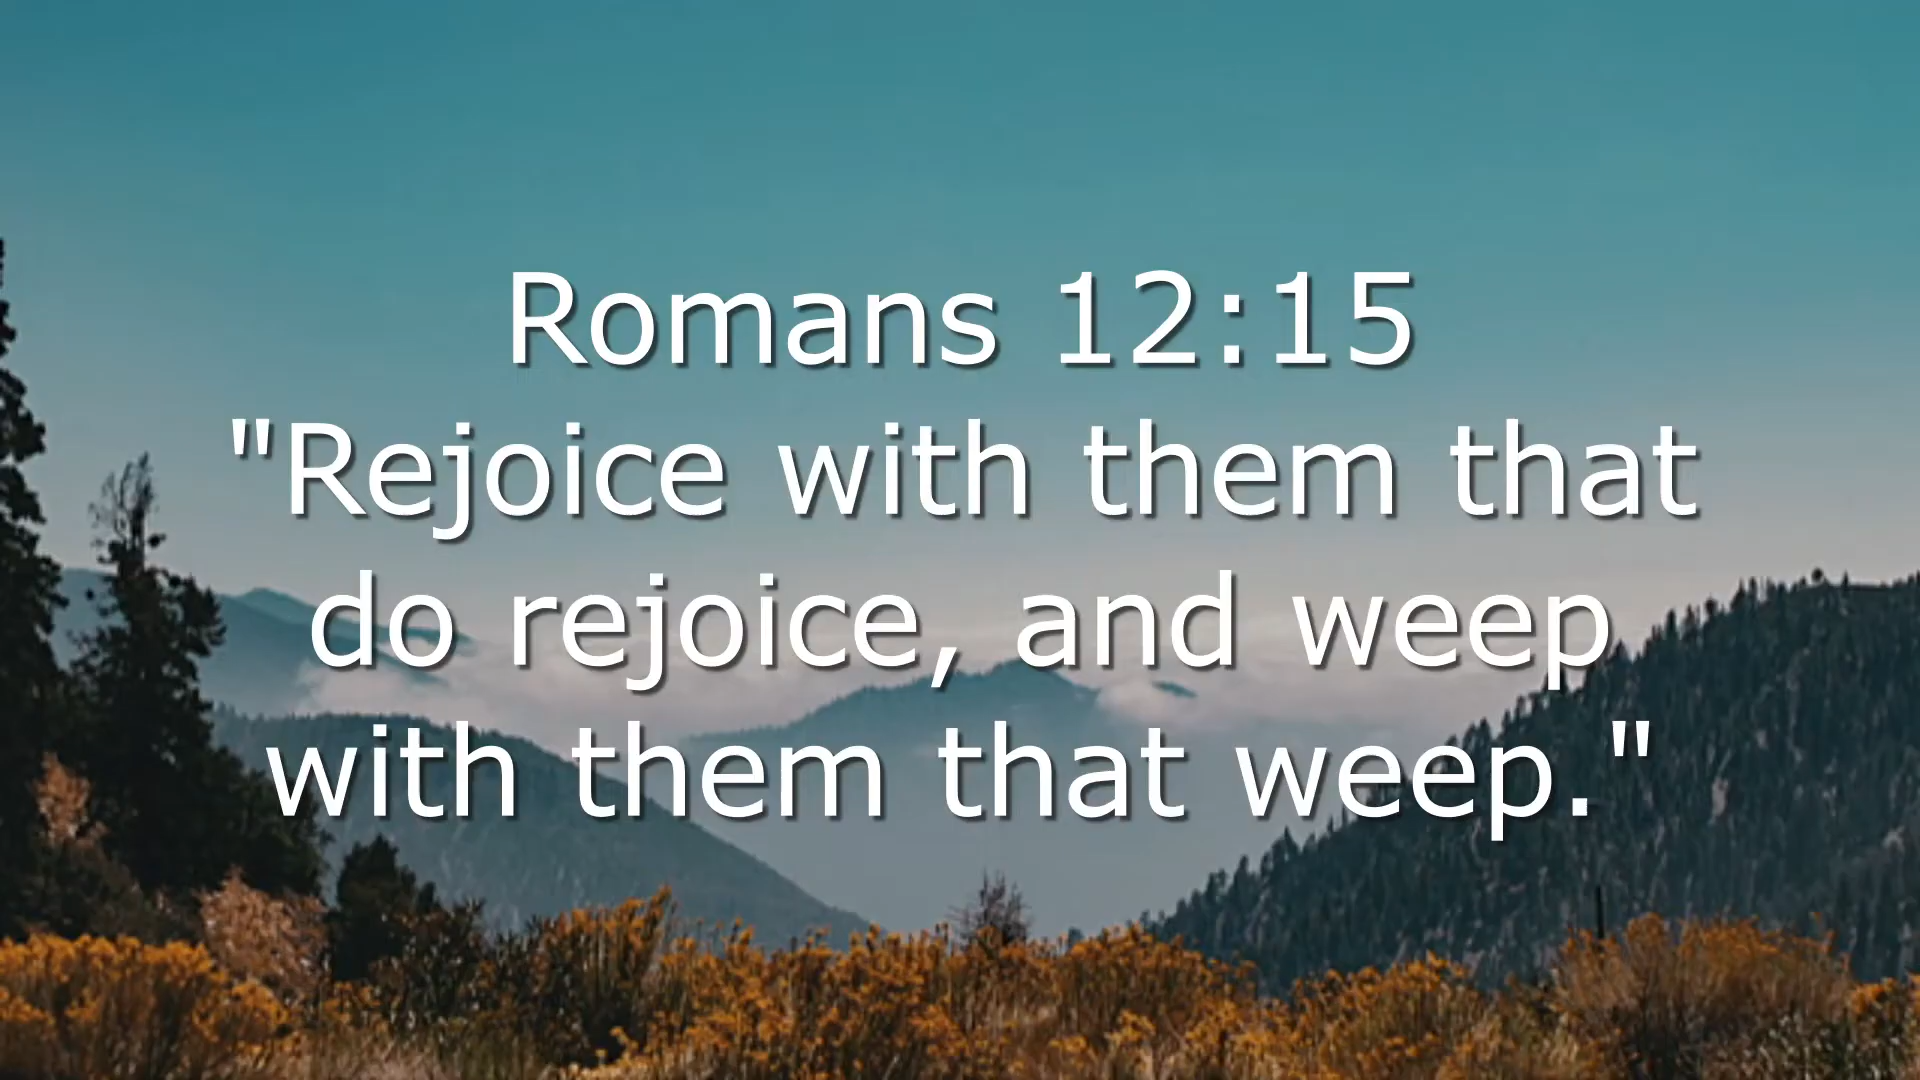 Romans 12:15
"Rejoice with them that
do rejoice, and weep
with them that weep."